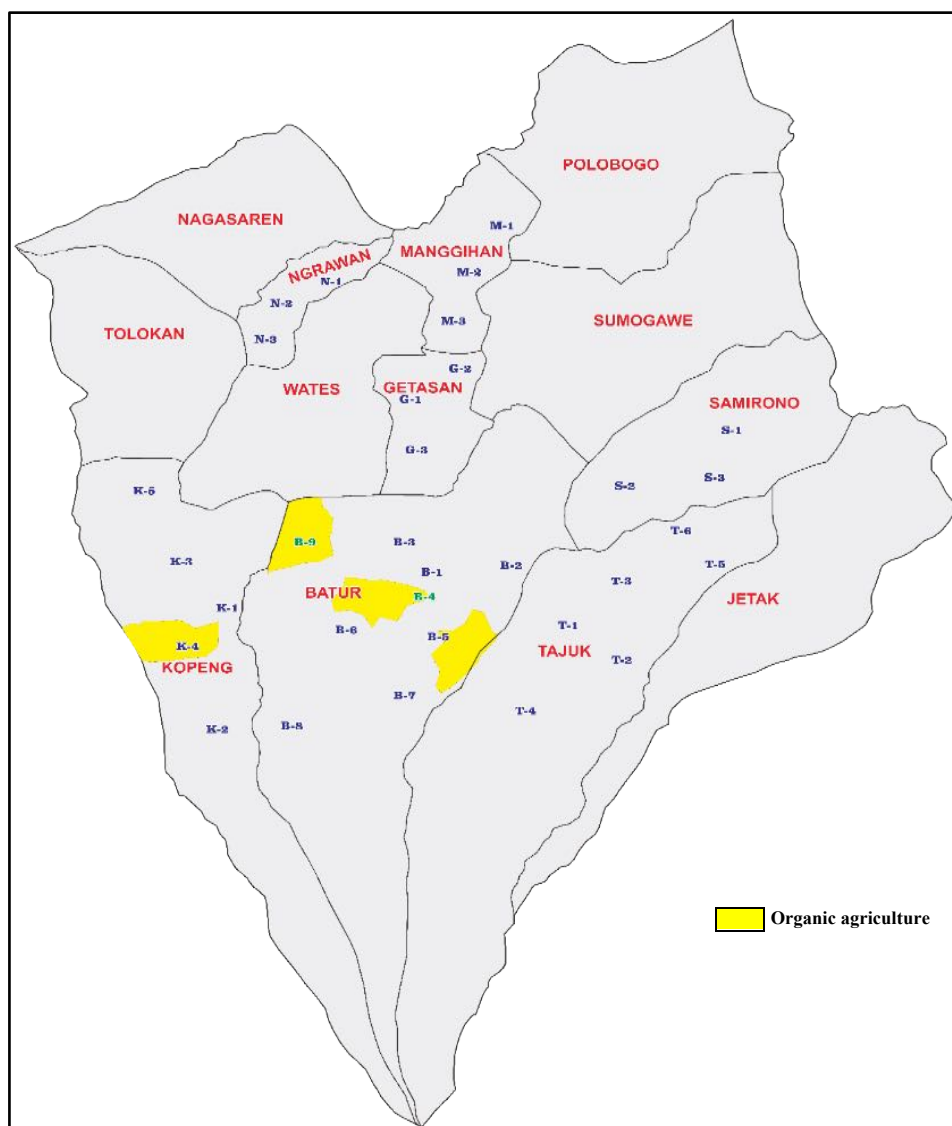 POLOBOGO
NAGASAREN
M-1
MANGGIHAN
NGRAWAN
M-2
N-1
N-2
M-3
SUMOGAWE
TOLOKAN
N-3
G-2
WATES
GETASAN
G-1
SAMIRONO
S-1
G-3
S-3
S-2
K-5
T-6
B-9
B-3
K-3
B-2
T-5
B-1
T-3
BATUR
B-4
JETAK
K-1
T-1
B-6
B-5
K-4
TAJUK
T-2
KOPENG
B-7
T-4
K-2
B-8
Organic agriculture